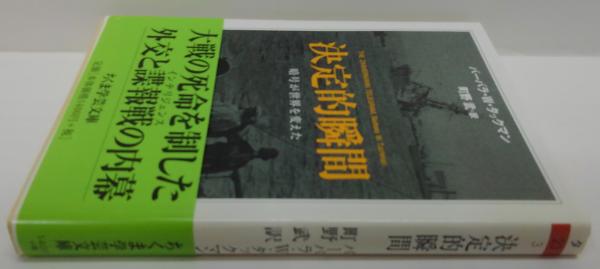 バーバラ・W・タックマン
町野 武 訳
THE ZIMMERMANN TELEGRAM
決定的瞬間
暗号が世界を変えた
大戦の死命を制した
インテリジェンス
外交と諜報戦の内幕
ちくま学芸文庫
タ
3
決定的瞬間
バーバラ・W・タックマン
町野 武 訳
ちくま学芸文庫